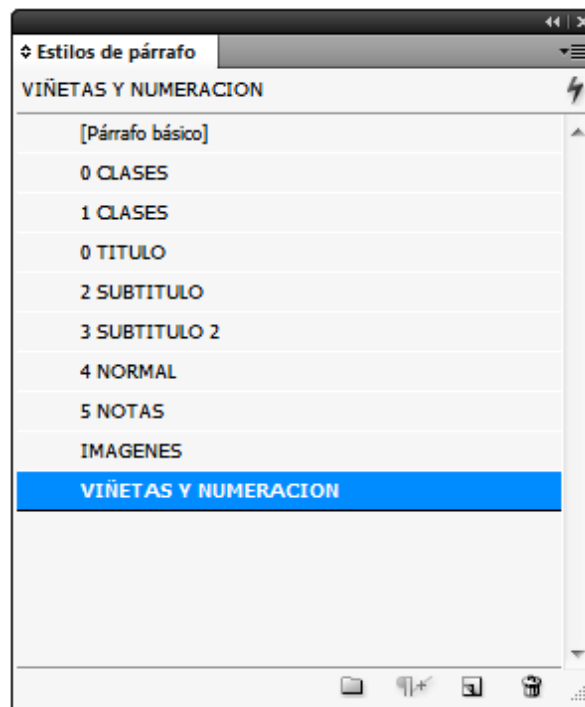 Estilos de párrafo
VIÑETAS Y NUMERACION
[Párrafo básico]
0 CLASES
1 CLASES
0 TITULO
2 SUBTITULO
3 SUBTITULO 2
4 NORMAL
5 NOTAS
IMAGENES
VIÑETAS Y NUMERACION